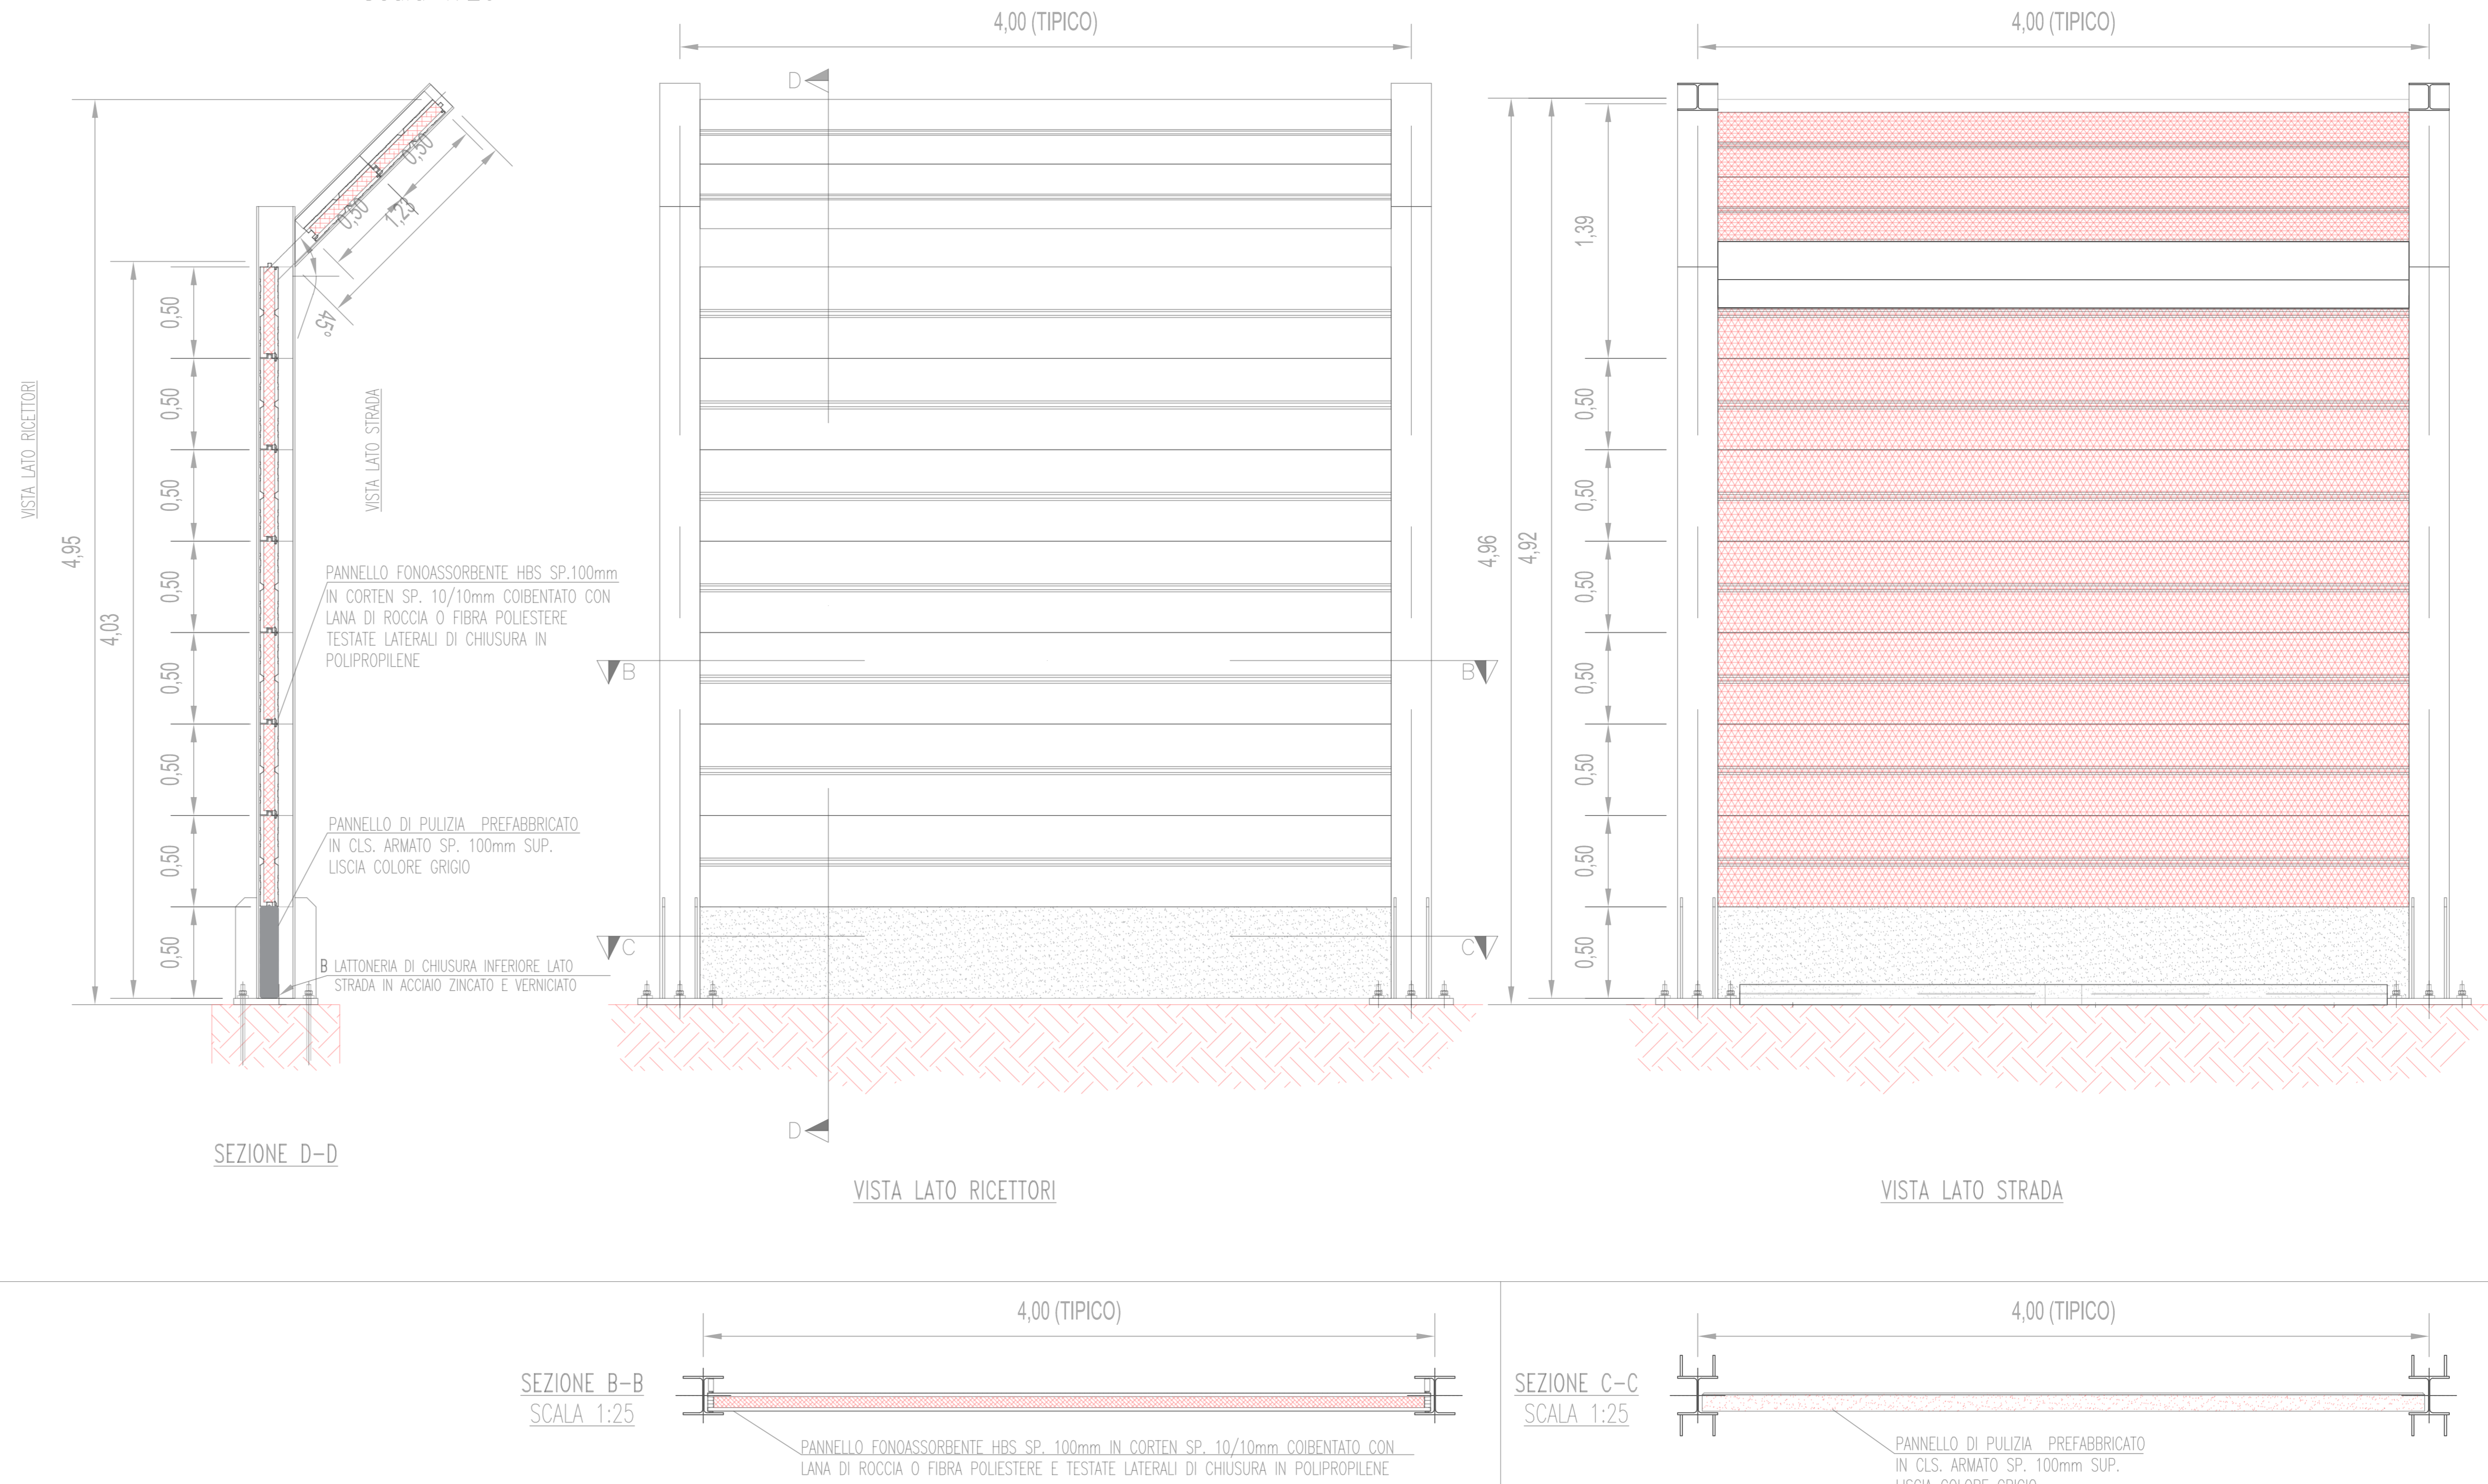 4,00 (TIPICO)
4,00 (TIPICO)
D
0,50
0,50
1,23
45°
1,39
0,50
0,50
0,50
0,50
0,50
0,50
0,50
0,50
VISTA LATO RICETTORI
VISTA LATO STRADA
4,95
4,03
4,96
4,92
0,50
0,50
0,50
0,50
0,50
0,50
0,50
PANNELLO FONOASSORBENTE HBS SP.100mm
IN CORTEN SP. 10/10mm COIBENTATO CON
LANA DI ROCCIA O FIBRA POLIESTERE
TESTATE LATERALI DI CHIUSURA IN
POLIPROPILENE
B
B
PANNELLO DI PULIZIA PREFABBRICATO
IN CLS. ARMATO SP. 100mm SUP.
LISCIA COLORE GRIGIO
C
C
B LATTONERIA DI CHIUSURA INFERIORE LATO
STRADA IN ACCIAIO ZINCATO E VERNICIATO
D
SEZIONE D-D
VISTA LATO RICETTORI
VISTA LATO STRADA
4,00 (TIPICO)
4,00 (TIPICO)
SEZIONE B-B
SCALA 1:25
SEZIONE C-C
SCALA 1:25
PANNELLO FONOASSORBENTE HBS SP. 100mm IN CORTEN SP. 10/10mm COIBENTATO CON
LANA DI ROCCIA O FIBRA POLIESTERE E TESTATE LATERALI DI CHIUSURA IN POLIPROPILENE
PANNELLO DI PULIZIA PREFABBRICATO
IN CLS. ARMATO SP. 100mm SUP.
LISCIA COLORE GRIGIO